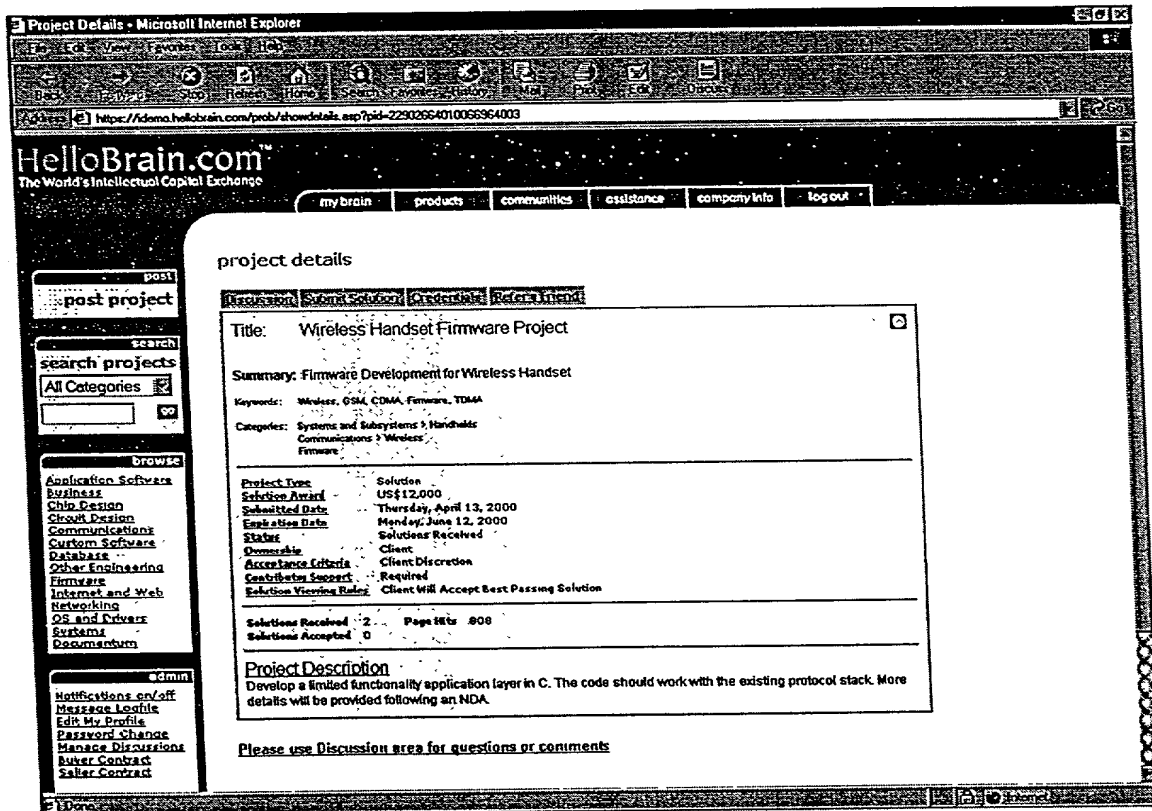 Project Details - Microsoft Internet Explorer
File Edit View Favorites Tools Help
Back Forward Stop Refresh Home Search Favorites History Mail Print Edit Discuss
Address https://idemo.hellobrain.com/prob/showdetails.asp?pid=22902664010066964003 Go
HelloBrain.com™
The World's Intellectual Capital Exchange
my brain products communities assistance company info log out
project details
post
post project
search
search projects
All Categories
go
browse
Application Software
Business
Chip Design
Circuit Design
Communications
Custom Software
Database
Other Engineering
Firmware
Internet and Web
Networking
OS and Drivers
Systems
Documentum
admin
Notifications on/off
Message Logfile
Edit My Profile
Password Change
Manage Discussions
Buyer Contract
Seller Contract
Discussion Submit Solution Credentials Refer a Friend
Title: Wireless Handset Firmware Project
Summary: Firmware Development for Wireless Handset
Keywords: Wireless, GSM, CDMA, Firmware, TDMA
Categories: Systems and Subsystems > Handhelds
Communications > Wireless
Firmware
Project Type Solution
Solution Award US$12,000
Submitted Date Thursday, April 13, 2000
Expiration Date Monday, June 12, 2000
Status Solutions Received
Ownership Client
Acceptance Criteria Client Discretion
Contributor Support Required
Solution Viewing Rules Client Will Accept Best Passing Solution
Solutions Received 2 Page Hits 808
Solutions Accepted 0
Project Description
Develop a limited functionality application layer in C. The code should work with the existing protocol stack. More
details will be provided following an NDA.
Please use Discussion area for questions or comments
Done Internet